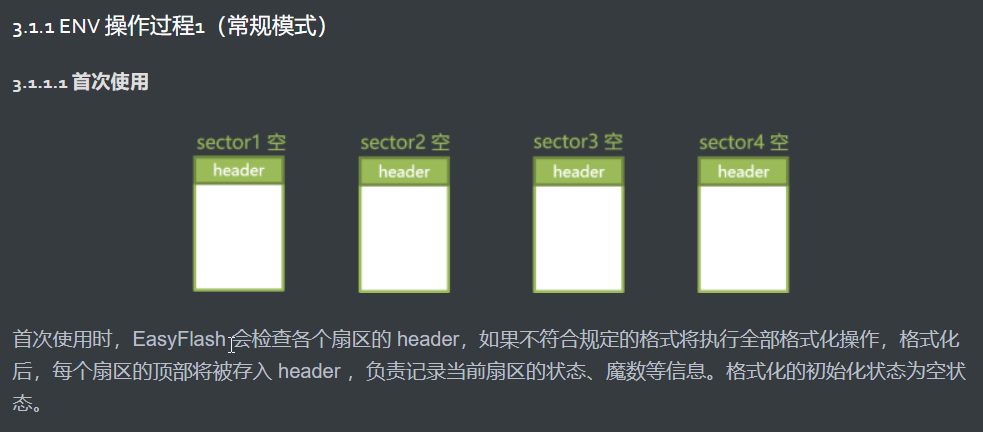 3.1.1 ENV 操作过程1（常规模式）
3.1.1.1 首次使用
sector1 空 sector2 空 sector3 空 sector4 空
header header header header
首次使用时，EasyFlash 会检查各个扇区的 header，如果不符合规定的格式将执行全部格式化操作，格式化
后，每个扇区的顶部将被存入 header ，负责记录当前扇区的状态、魔数等信息。格式化的初始化状态为空状
态。